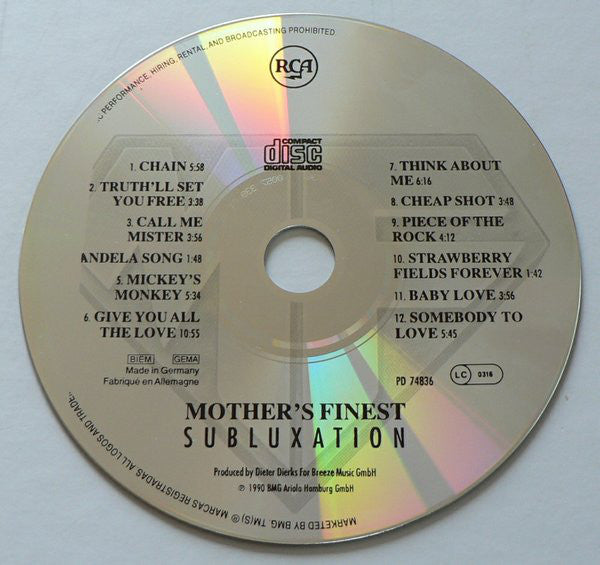 PERFORMANCE, HIRING, RENTAL, AND BROADCASTING PROHIBITED.
RCA
COMPACT
disc
DIGITAL AUDIO
1. CHAIN 5:58
2. TRUTH'LL SET
YOU FREE 3:38
3. CALL ME
MISTER 3:56
ANDELA SONG 1:48
5. MICKEY'S
MONKEY 5:34
6. GIVE YOU ALL
THE LOVE 10:55
7. THINK ABOUT
ME 6:16
8. CHEAP SHOT 3:48
9. PIECE OF THE
ROCK 4:12
10. STRAWBERRY
FIELDS FOREVER 1:42
11. BABY LOVE 3:56
12. SOMEBODY TO
LOVE 5:45
BIEM GEMA
Made in Germany
Fabriqué en Allemagne
PD 74836
LC 0316
MOTHER'S FINEST
SUBLUXATION
Produced by Dieter Dierks For Breeze Music GmbH
℗ 1990 BMG Ariola Hamburg GmbH
MARKETED BY BMG. TM(S) ® MARCAS REGISTRADAS. ALL LOGOS AND TRADE